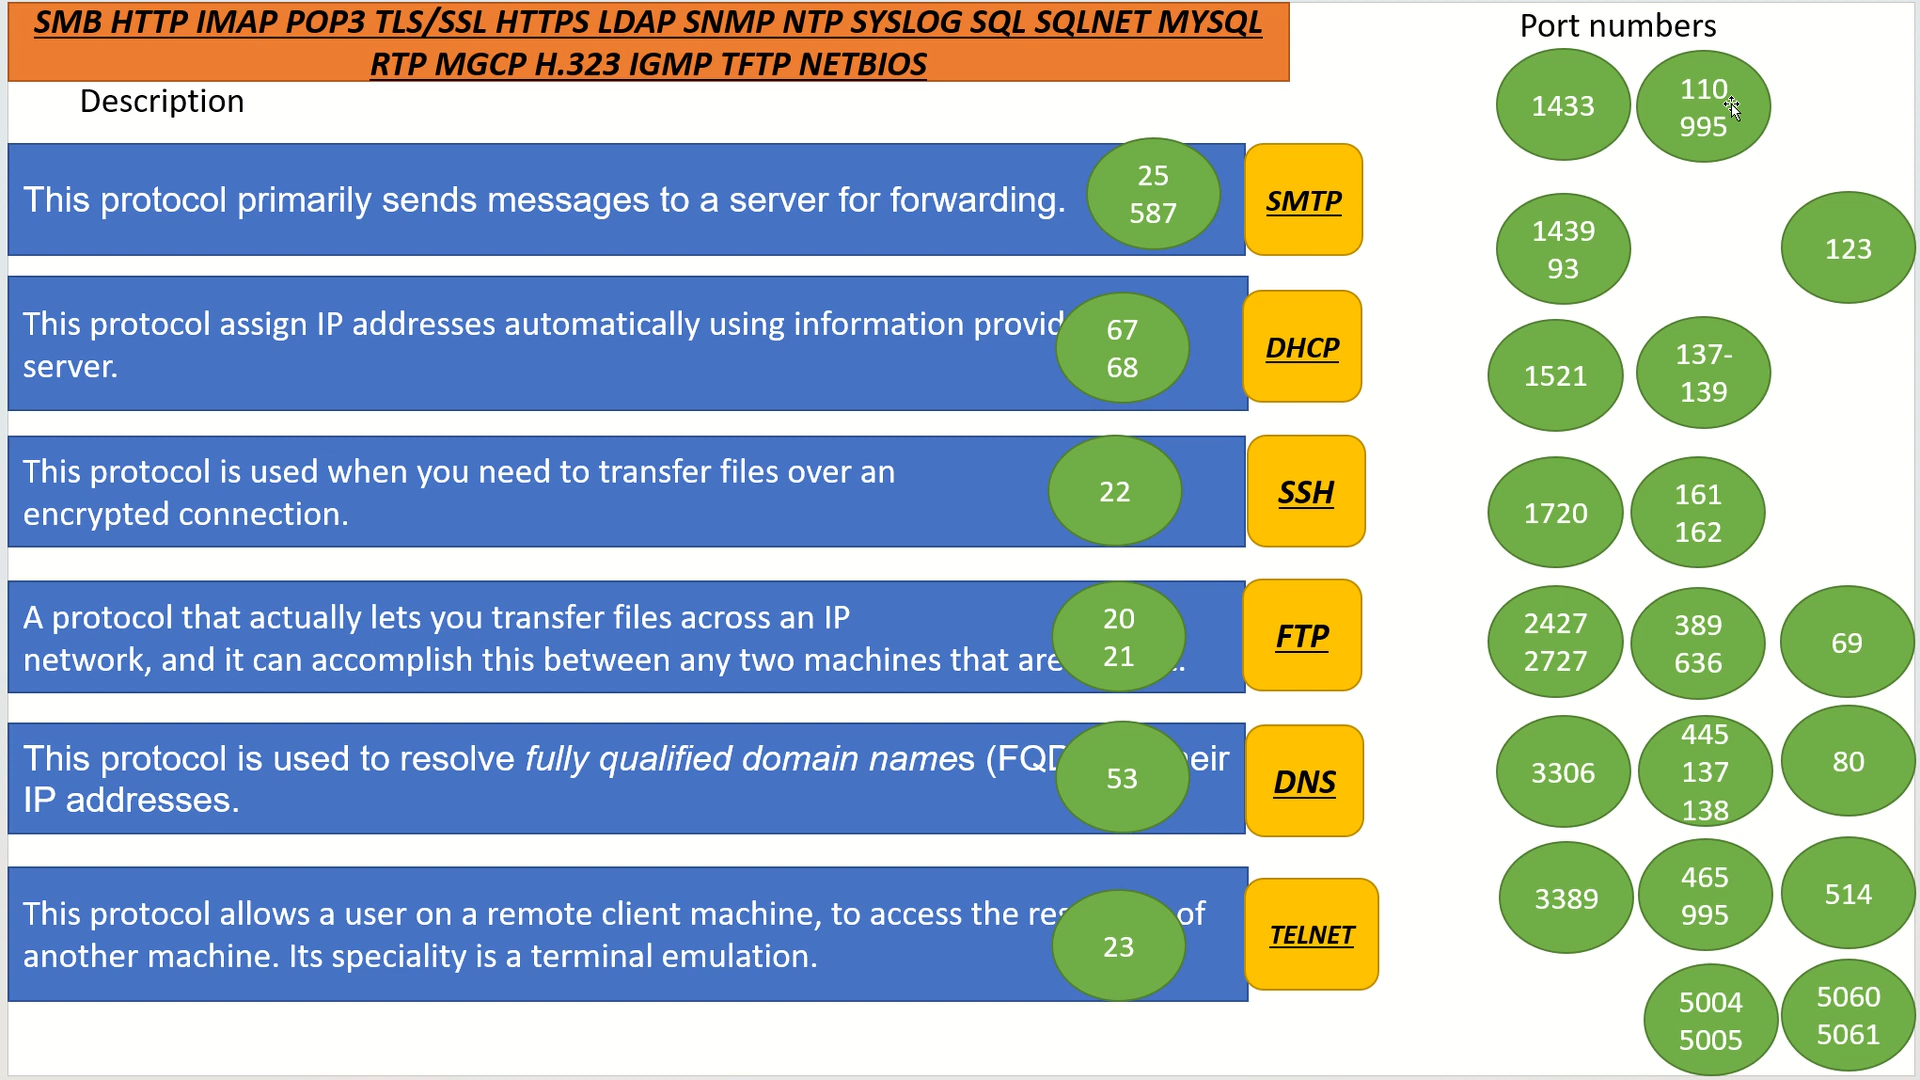 SMB HTTP IMAP POP3 TLS/SSL HTTPS LDAP SNMP NTP SYSLOG SQL SQLNET MYSQL
RTP MGCP H.323 IGMP TFTP NETBIOS
Port numbers
Description
1433
110
995
This protocol primarily sends messages to a server for forwarding.
25
587
SMTP
1439
93
123
This protocol assign IP addresses automatically using information
server.
67
68
DHCP
1521
137-
139
This protocol is used when you need to transfer files over an
encrypted connection.
22
SSH
1720
161
162
A protocol that actually lets you transfer files across an IP
network, and it can accomplish this between any two machines that are
20
21
FTP
2427
2727
389
636
69
This protocol is used to resolve fully qualified domain names
IP addresses.
53
DNS
3306
445
137
138
80
This protocol allows a user on a remote client machine, to access the of
another machine. Its speciality is a terminal emulation.
23
TELNET
3389
465
995
514
5004
5005
5060
5061